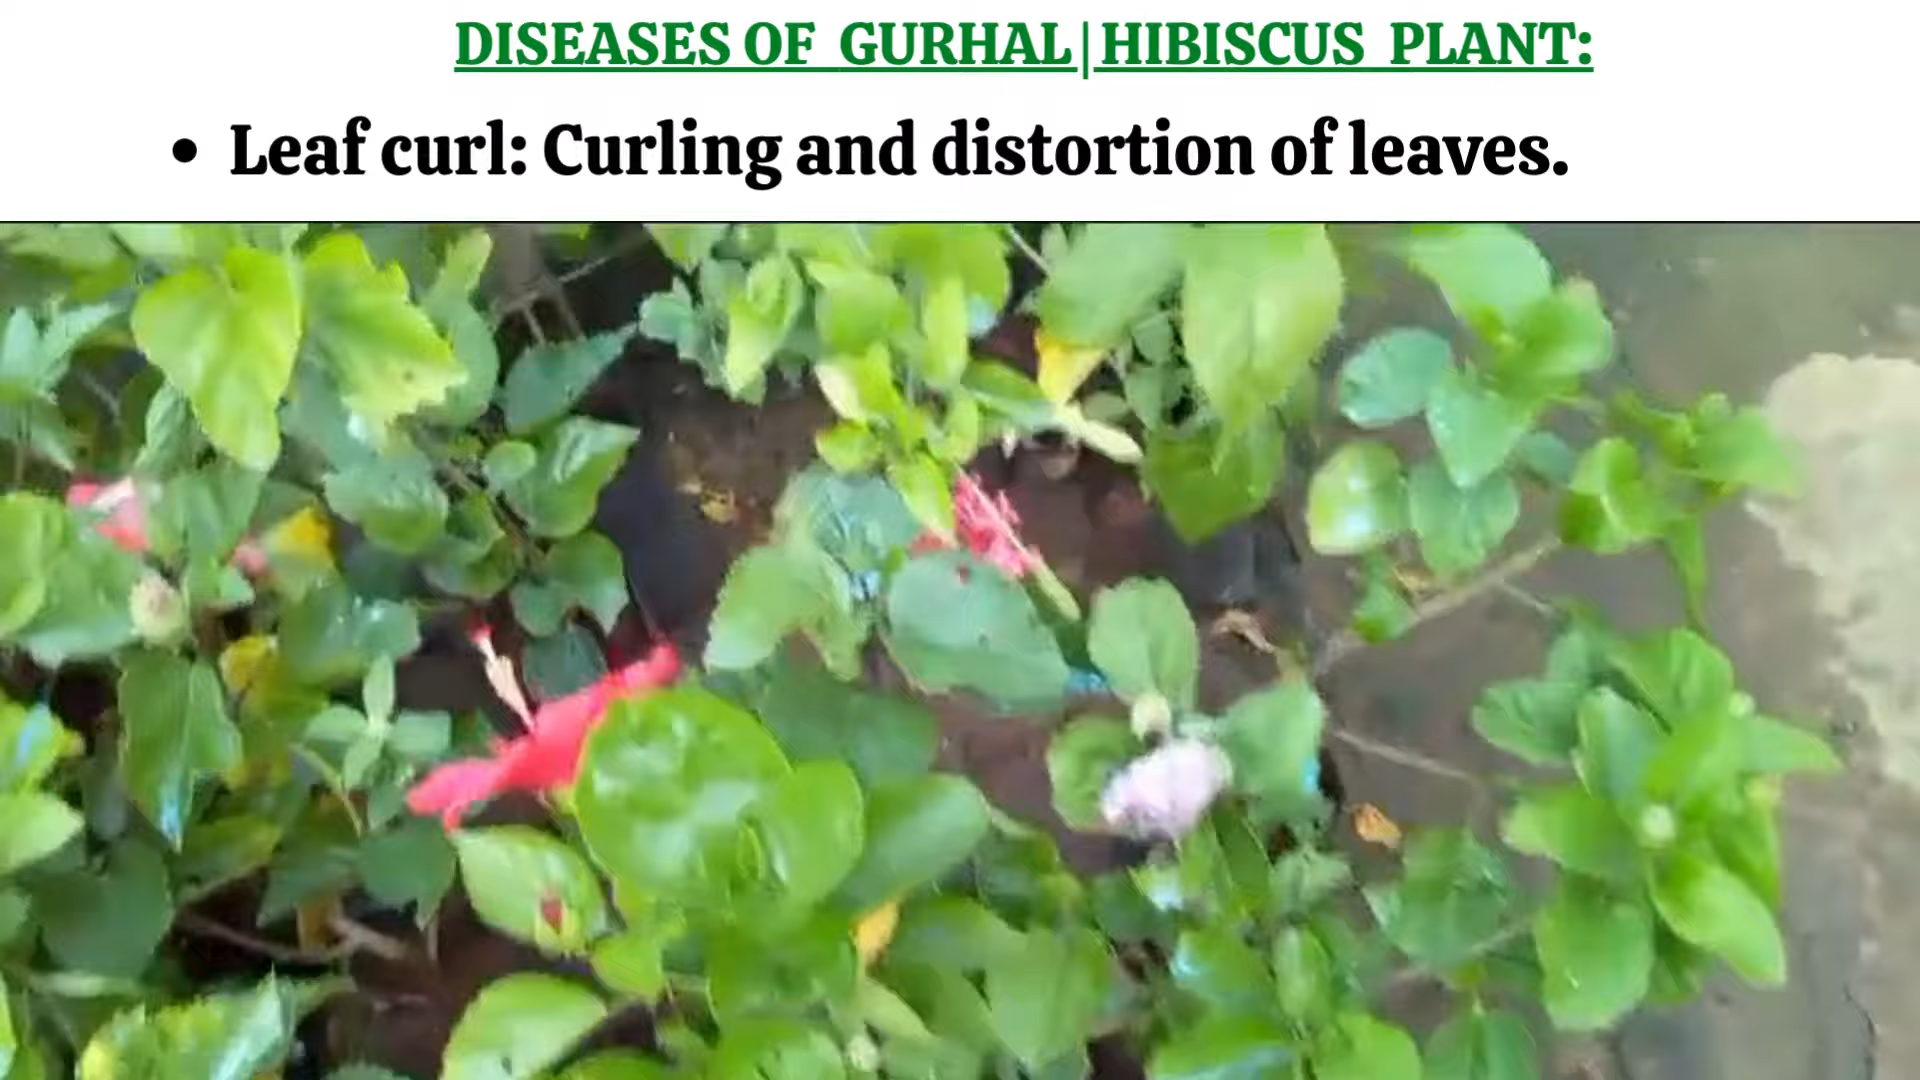 DISEASES OF GURHAL|HIBISCUS PLANT:
• Leaf curl: Curling and distortion of leaves.